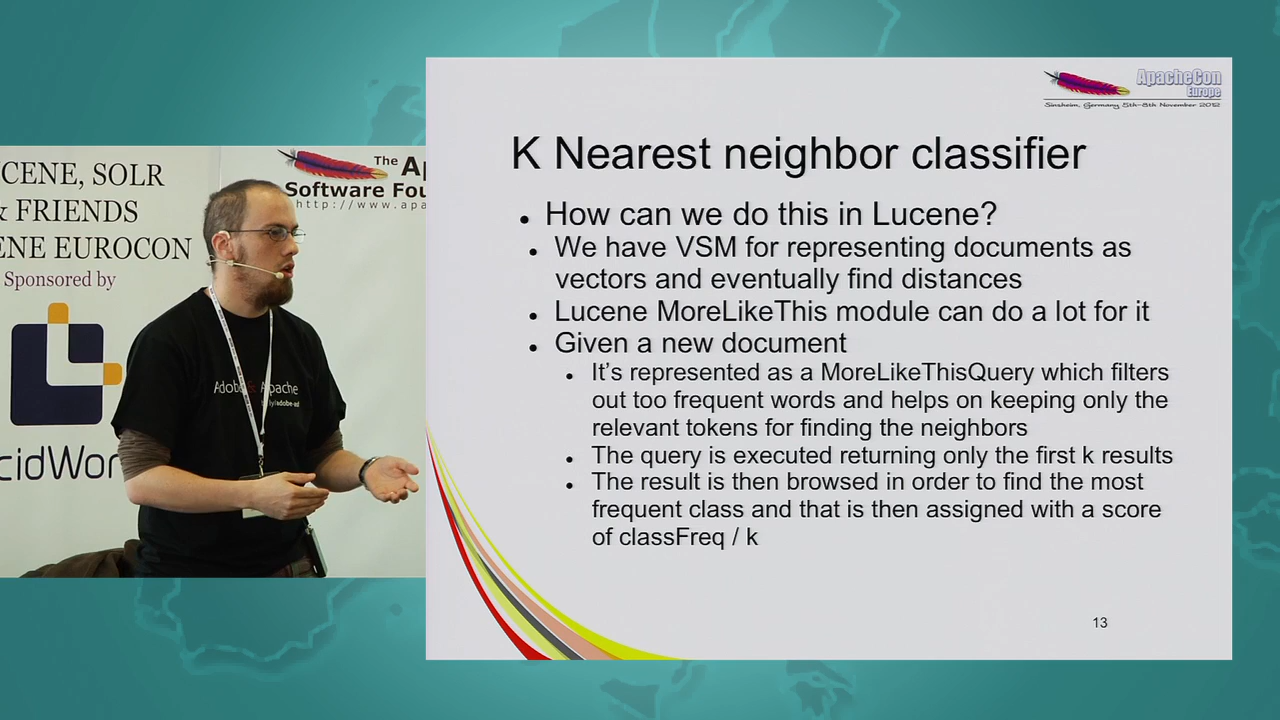 CENE, SOLR
& FRIENDS
ENE EUROCON
Sponsored by
cidWor
The Ap
Software Fou
http://www.apa
Adobe & Apache
ApacheCon
Europe
Sinsheim, Germany, 5th-8th November 2012
K Nearest neighbor classifier
• How can we do this in Lucene?
• We have VSM for representing documents as
vectors and eventually find distances
• Lucene MoreLikeThis module can do a lot for it
• Given a new document
• It's represented as a MoreLikeThisQuery which filters
out too frequent words and helps on keeping only the
relevant tokens for finding the neighbors
• The query is executed returning only the first k results
• The result is then browsed in order to find the most
frequent class and that is then assigned with a score
of classFreq / k
13